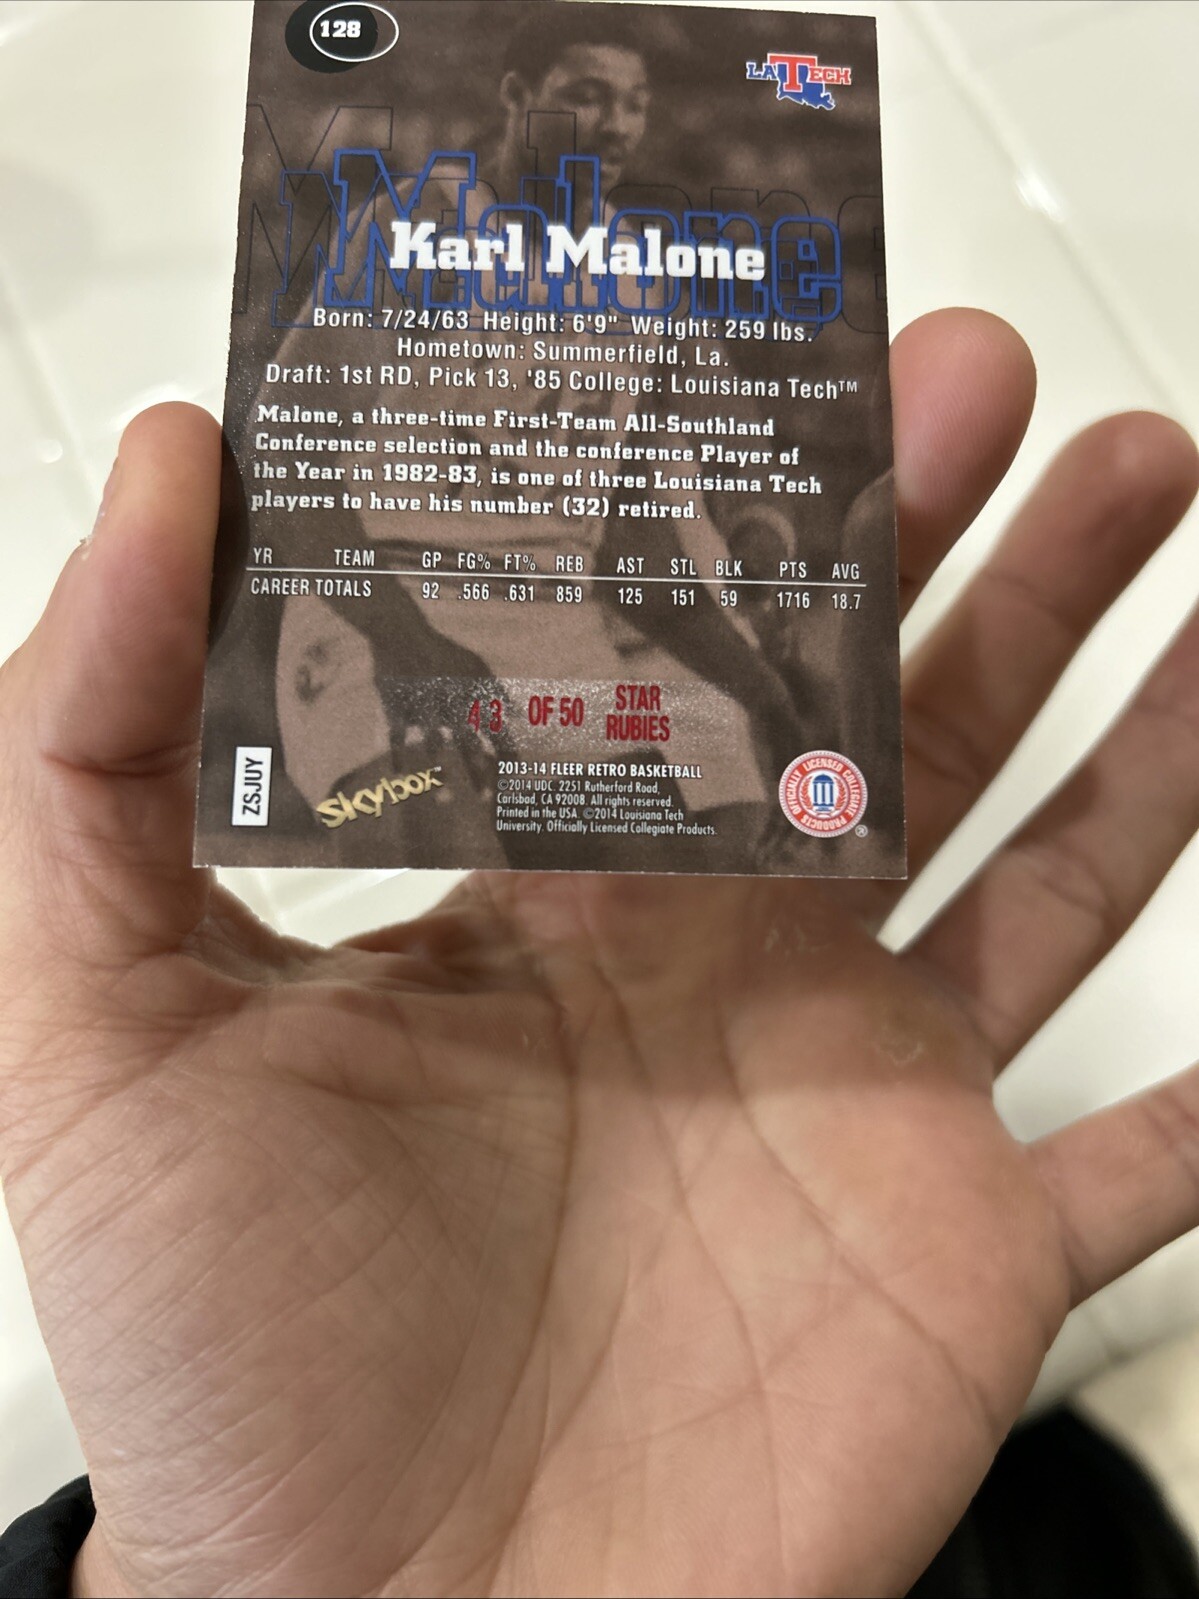 128
LA TECH
Malone
Karl Malone
Born: 7/24/63 Height: 6'9" Weight: 259 lbs.
Hometown: Summerfield, La.
Draft: 1st RD, Pick 13, '85 College: Louisiana Tech™
Malone, a three-time First-Team All-Southland
Conference selection and the conference Player of
the Year in 1982-83, is one of three Louisiana Tech
players to have his number (32) retired.
YR TEAM GP FG% FT% REB AST STL BLK PTS AVG
CAREER TOTALS 92 .566 .631 859 125 151 59 1716 18.7
43 OF 50 STAR RUBIES
ZSJUY
Skybox™
2013-14 FLEER RETRO BASKETBALL
©2014 UDC. 2251 Rutherford Road,
Carlsbad, CA 92008. All rights reserved.
Printed in the USA. ©2014 Louisiana Tech
University. Officially Licensed Collegiate Products.
OFFICIALLY LICENSED COLLEGIATE PRODUCTS
®